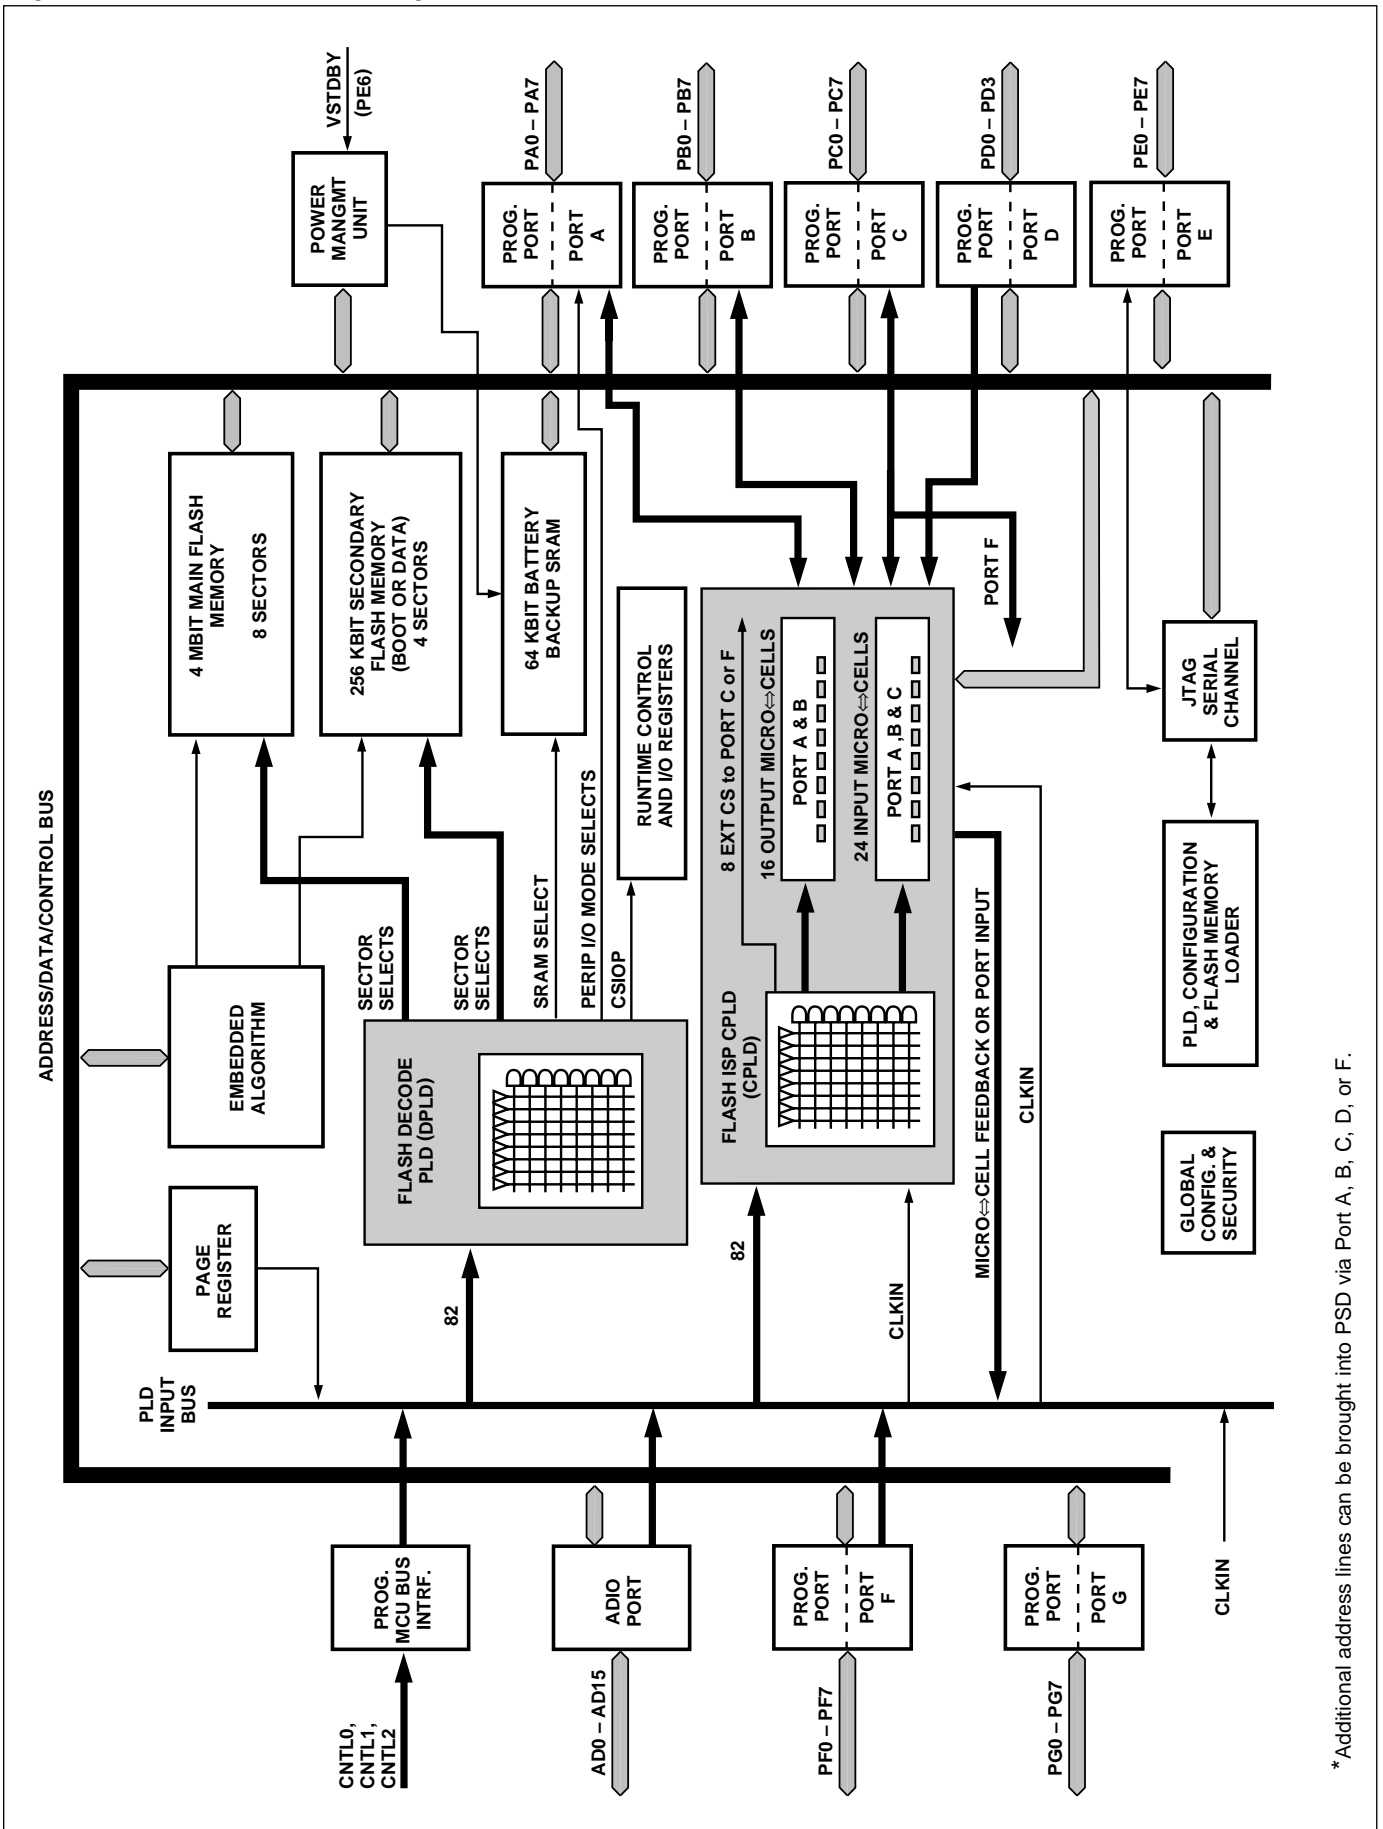 ADDRESS/DATA/CONTROL BUS
CNTL0,
CNTL1,
CNTL2
PROG.
MCU BUS
INTRF.
AD0 – AD15
ADIO
PORT
PF0 – PF7
PROG.
PORT
PORT
F
PG0 – PG7
PROG.
PORT
PORT
G
CLKIN
PLD
INPUT
BUS
PAGE
REGISTER
EMBEDDED
ALGORITHM
82
FLASH DECODE
PLD (DPLD)
SECTOR
SELECTS
SECTOR
SELECTS
SRAM SELECT
PERIP I/O MODE SELECTS
CSIOP
4 MBIT MAIN FLASH
MEMORY
8 SECTORS
256 KBIT SECONDARY
FLASH MEMORY
(BOOT OR DATA)
4 SECTORS
64 KBIT BATTERY
BACKUP SRAM
RUNTIME CONTROL
AND I/O REGISTERS
82
CLKIN
FLASH ISP CPLD
(CPLD)
8 EXT CS to PORT C or F
16 OUTPUT MICRO⇔CELLS
PORT A & B
24 INPUT MICRO⇔CELLS
PORT A ,B & C
MICRO⇔CELL FEEDBACK OR PORT INPUT
CLKIN
PORT F
GLOBAL
CONFIG. &
SECURITY
PLD, CONFIGURATION
& FLASH MEMORY
LOADER
JTAG
SERIAL
CHANNEL
VSTDBY
(PE6)
POWER
MANGMT
UNIT
PA0 – PA7
PROG.
PORT
PORT
A
PB0 – PB7
PROG.
PORT
PORT
B
PC0 – PC7
PROG.
PORT
PORT
C
PD0 – PD3
PROG.
PORT
PORT
D
PE0 – PE7
PROG.
PORT
PORT
E
*Additional address lines can be brought into PSD via Port A, B, C, D, or F.